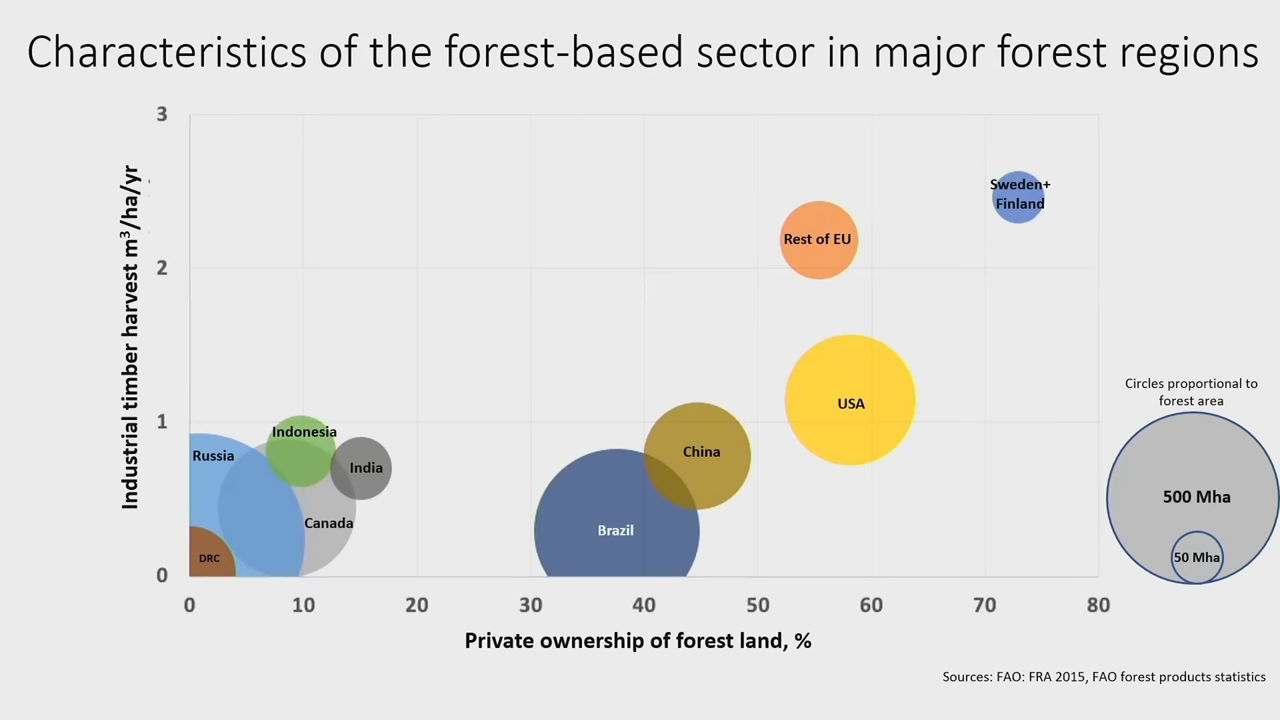 Characteristics of the forest-based sector in major forest regions
Industrial timber harvest m³/ha/yr
3
2
1
0
Sweden+
Finland
Rest of EU
USA
China
Brazil
Indonesia
India
Russia
Canada
DRC
0 10 20 30 40 50 60 70 80
Private ownership of forest land, %
Circles proportional to
forest area
500 Mha
50 Mha
Sources: FAO: FRA 2015, FAO forest products statistics